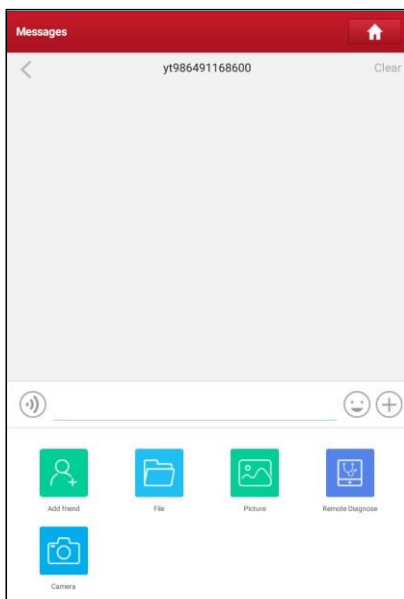 Messages
yt986491168600 Clear
Add friend File Picture Remote Diagnose
Camera